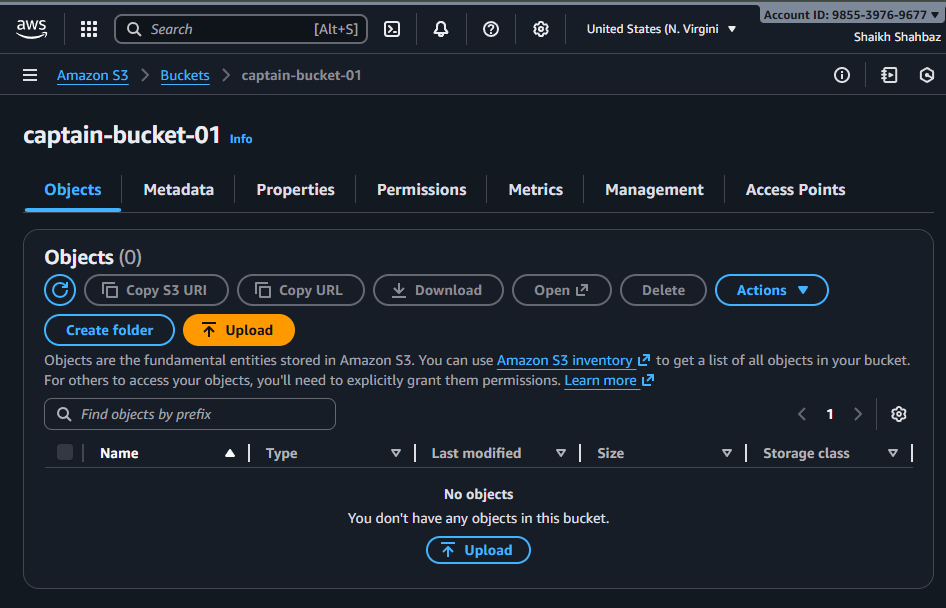 aws
Search [Alt+S]
United States (N. Virgini
Account ID: 9855-3976-9677
Shaikh Shahbaz
Amazon S3 > Buckets > captain-bucket-01
captain-bucket-01 Info
Objects Metadata Properties Permissions Metrics Management Access Points
Objects (0)
Copy S3 URI Copy URL Download Open Delete Actions
Create folder Upload
Objects are the fundamental entities stored in Amazon S3. You can use Amazon S3 inventory to get a list of all objects in your bucket.
For others to access your objects, you'll need to explicitly grant them permissions. Learn more
Find objects by prefix
1
Name Type Last modified Size Storage class
No objects
You don't have any objects in this bucket.
Upload